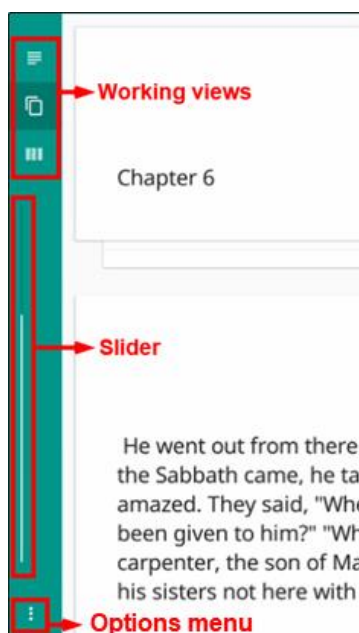 Working views
Chapter 6
Slider
He went out from there
the Sabbath came, he ta
amazed. They said, "Whe
been given to him?" "Wh
carpenter, the son of Ma
his sisters not here with
Options menu